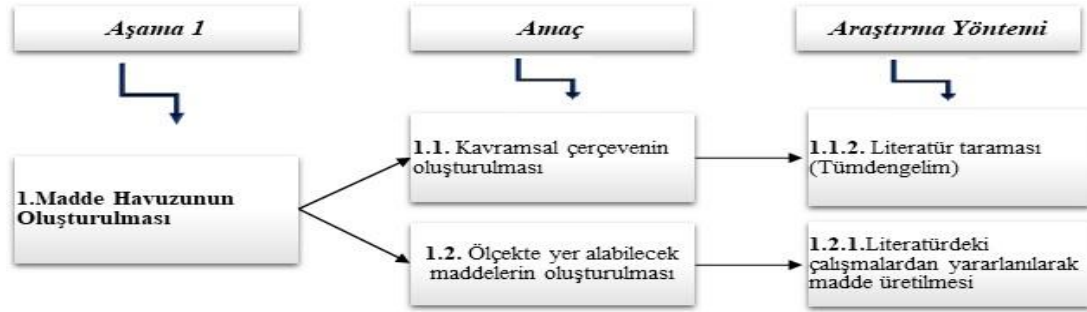 Aşama 1
Amaç
Araştırma Yöntemi
1.Madde Havuzunun
Oluşturulması
1.1. Kavramsal çerçevenin
oluşturulması
1.1.2. Literatür taraması
(Tümdengelim)
1.2. Ölçekte yer alabilecek
maddelerin oluşturulması
1.2.1.Literatürdeki
çalışmalardan yararlanılarak
madde üretilmesi